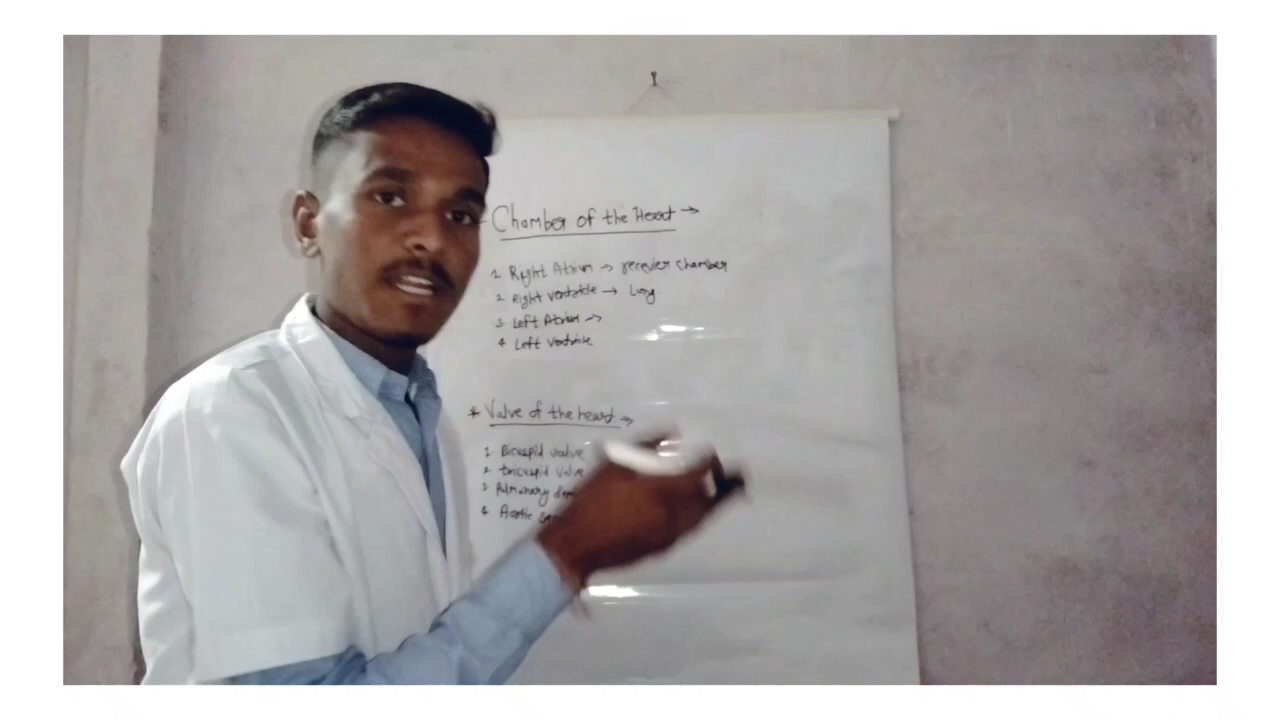 Chamber of the Heart →
1 Right Atrium → receiver chamber
2 Right ventricle → Lung
3 Left Atrium →
4 Left Ventricle
* Valve of the heart →
1 Bicuspid valve
2 tricuspid valve
3 Pulmonary
4 Aortic